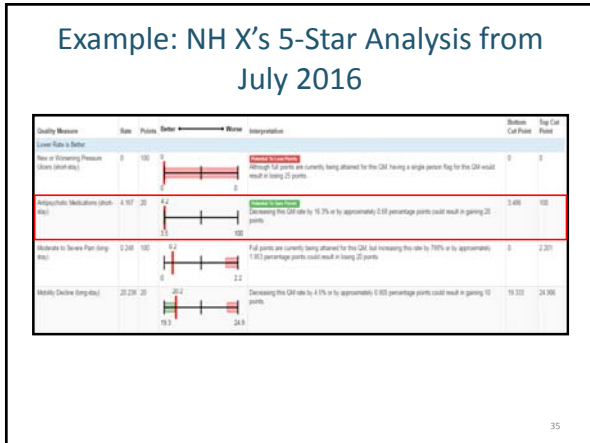 Example: NH X's 5-Star Analysis from
July 2016
Quality Measure Rate Points Better Worse Interpretation Bottom Cut Point Top Cut Point
Lower Rate is Better
New or Worsening Pressure Ulcers (short-stay) 0 100 0 0 0 Potential To Lose Points
Although full points are currently being attained for this QM, having a single person flag for this QM would result in losing 25 points. 0 0
Antipsychotic Medications (short-stay) 4.167 20 4.2 3.5 100 Potential To Gain Points
Decreasing this QM rate by 16.3% or by approximately 0.68 percentage points could result in gaining 20 points. 100
Moderate to Severe Pain (long-stay) 0.248 100 0.2 0 2.2 Full points are currently being attained for this QM, but increasing this rate by by approximately percentage points could result in losing 20 points. 0 2.201
Mobility Decline (long-stay) 20.238 20 20.2 19.3 24.9 Decreasing this QM rate by 4.5% or by approximately percentage points could result in gaining 10 points. 19.333
35